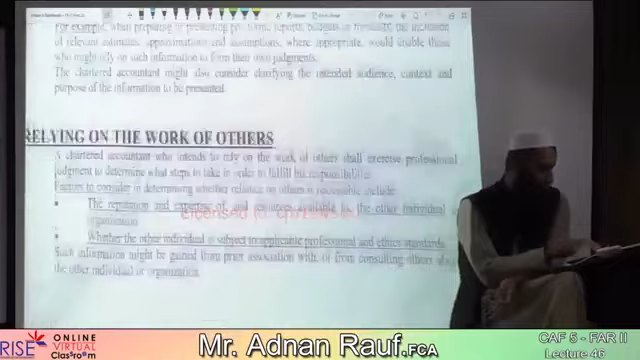 For example, when preparing or presenting pro forma reports, budgets or forecasts, the inclusion
of relevant estimates, approximations and assumptions, where appropriate, would enable those
who might rely on such information to form their own judgments.
The chartered accountant might also consider clarifying the intended audience, context and
purpose of the information to be presented.
RELYING ON THE WORK OF OTHERS
A chartered accountant who intends to rely on the work of others shall exercise professional
judgment to determine what steps to take in order to fulfill the responsibilities
Factors to consider in determining whether reliance on others is reasonable include:
The reputation and expertise of, and resources available to, the other individual
organisation
Licensed to
Whether the other individual is subject to applicable professional and ethics standards.
Such information might be gained from prior association with, or from consulting others about
the other individual or organisation.
RISE ONLINE VIRTUAL Classroom
Mr. Adnan Rauf.FCA
CAF 5 - FAR II
Lecture 46